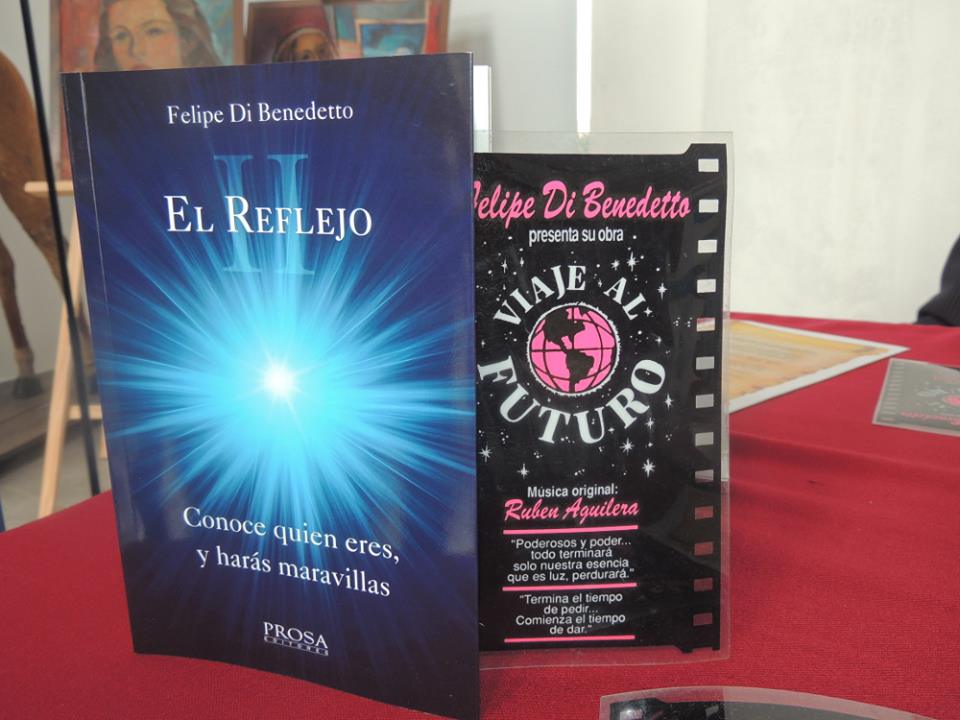 Felipe Di Benedetto
II
EL REFLEJO
Conoce quien eres,
y harás maravillas
PROSA
EDITORES
Felipe Di Benedetto
presenta su obra
VIAJE AL
FUTURO
Música original:
Ruben Aguilera
"Poderosos y poder...
todo terminará
solo nuestra esencia
que es luz, perdurará."
"Termina el tiempo
de pedir...
Comienza el tiempo
de dar."